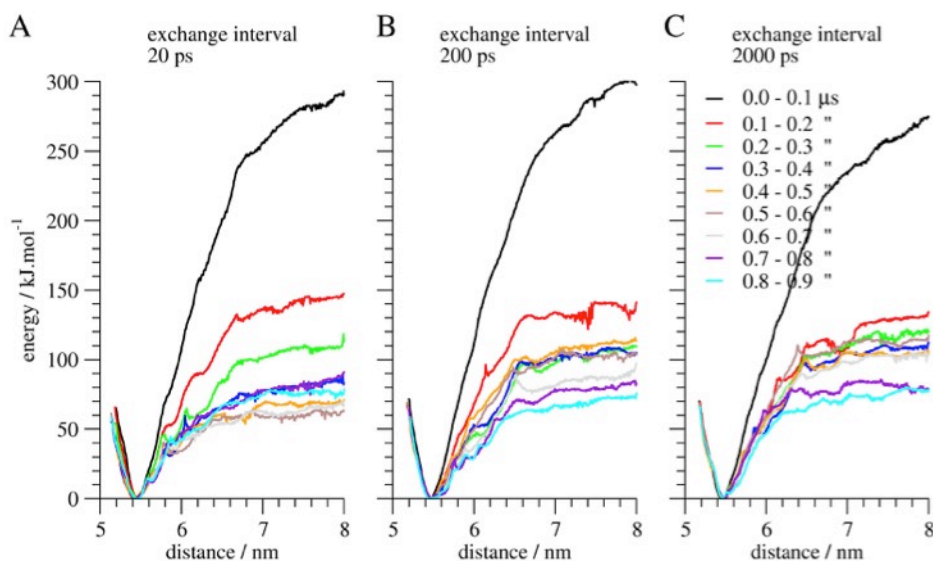 A
exchange interval
20 ps
B
exchange interval
200 ps
C
exchange interval
2000 ps
300
250
200
150
100
50
0
energy / kJ.mol⁻¹
0.0 - 0.1 μs
0.1 - 0.2 "
0.2 - 0.3 "
0.3 - 0.4 "
0.4 - 0.5 "
0.5 - 0.6 "
0.6 - 0.7 "
0.7 - 0.8 "
0.8 - 0.9 "
5 6 7 8
5 6 7 8
5 6 7 8
distance / nm
distance / nm
distance / nm